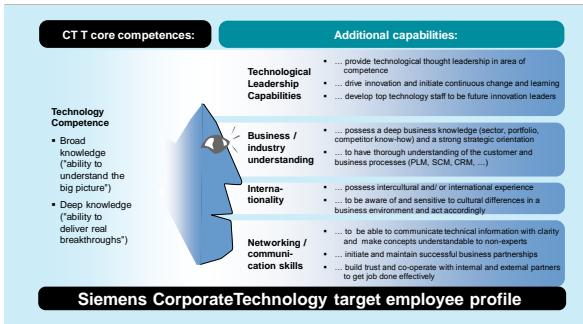 CT T core competences:
Additional capabilities:
Technology
Competence
▪ Broad
knowledge
("ability to
understand the
big picture")
▪ Deep knowledge
("ability to
deliver real
breakthroughs")
Technological
Leadership
Capabilities
▪ … provide technological thought leadership in area of
competence
▪ … drive innovation and initiate continuous change and learning
▪ … develop top technology staff to be future innovation leaders
Business /
industry
understanding
▪ … possess a deep business knowledge (sector, portfolio,
competitor know-how) and a strong strategic orientation
▪ … to have thorough understanding of the customer and
business processes (PLM, SCM, CRM, …)
Interna-
tionality
▪ … possess intercultural and/ or international experience
▪ … to be aware of and sensitive to cultural differences in a
business environment and act accordingly
Networking /
communi-
cation skills
▪ … to be able to communicate technical information with clarity
and make concepts understandable to non-experts
▪ … initiate and maintain successful business partnerships
▪ … build trust and co-operate with internal and external partners
to get job done effectively
Siemens CorporateTechnology target employee profile